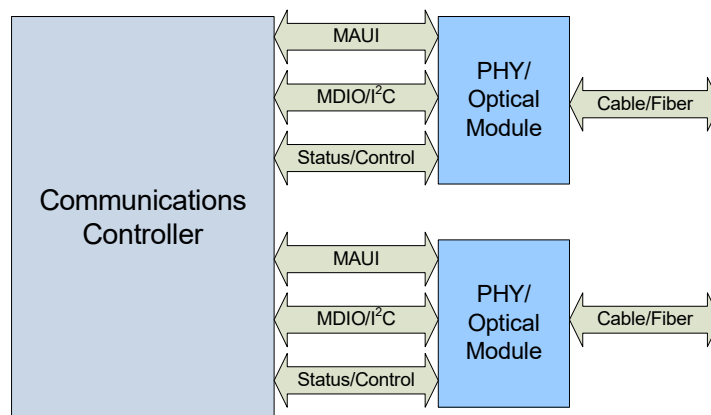 MAUI
PHY/
Optical
Module
MDIO/I²C
Cable/Fiber
Status/Control
Communications
Controller
MAUI
PHY/
Optical
Module
MDIO/I²C
Cable/Fiber
Status/Control